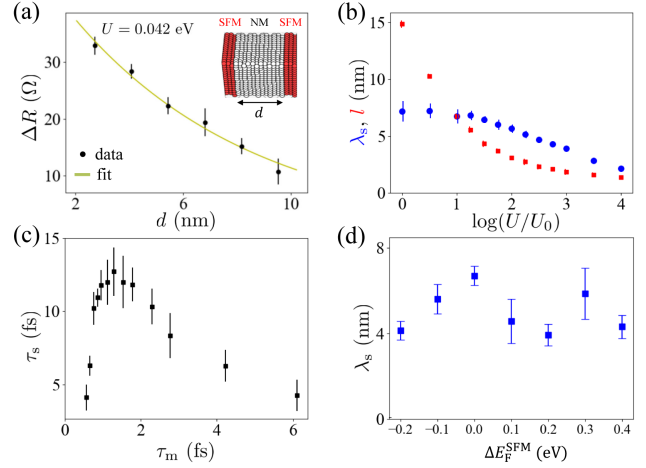 (a)
U = 0.042 eV
SFM NM SFM
d
ΔR (Ω)
30
20
10
data
fit
2 6 10
d (nm)
(b)
λs, l (nm)
15
10
5
0
0 1 2 3 4
log(U/U0)
(c)
τs (fs)
15
10
5
0 2 4 6
τm (fs)
(d)
λs (nm)
8
4
0
−0.2 −0.1 0.0 0.1 0.2 0.3 0.4
ΔE_F^SFM (eV)